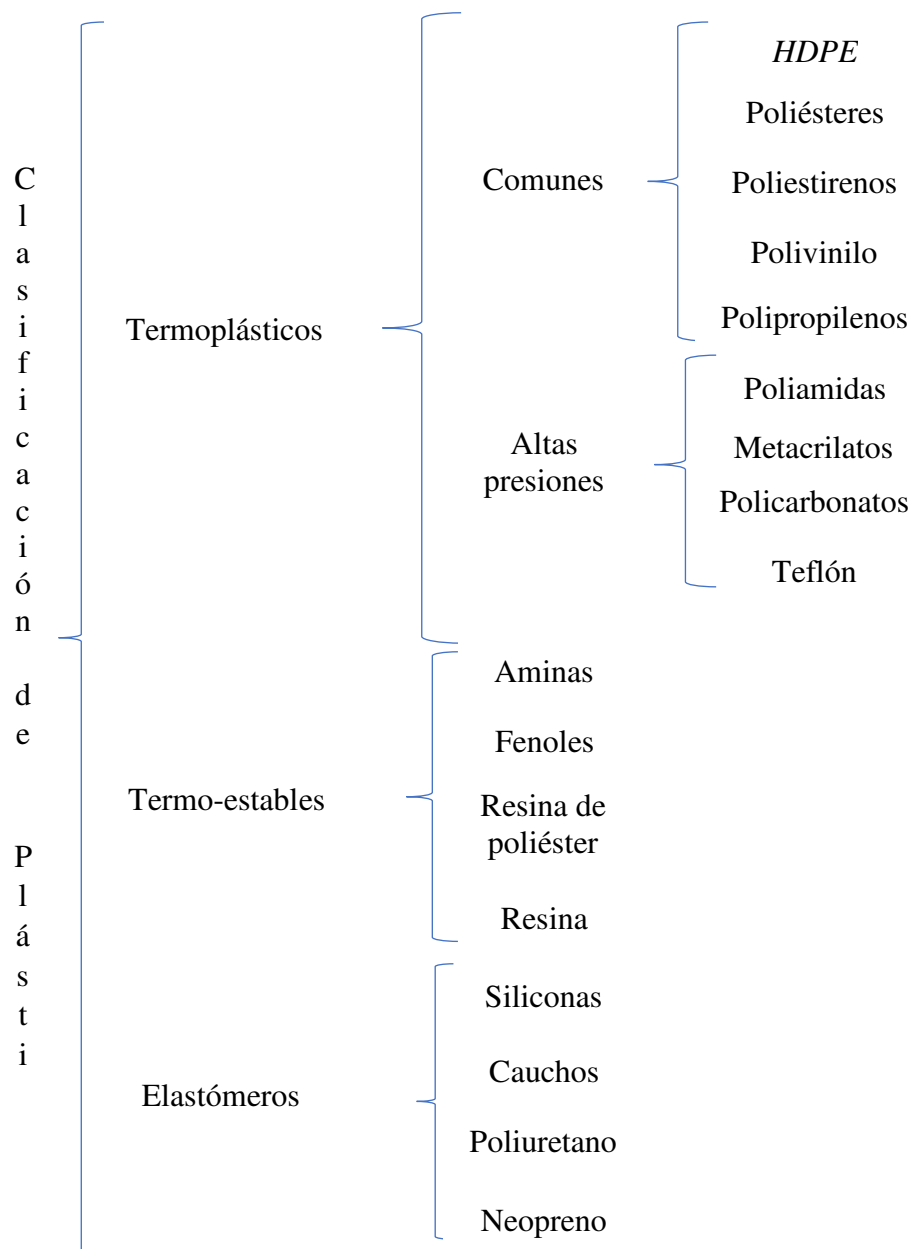 Clasificación de Plásti
Termoplásticos
Comunes
HDPE
Poliésteres
Poliestirenos
Polivinilo
Polipropilenos
Altas
presiones
Poliamidas
Metacrilatos
Policarbonatos
Teflón
Termo-estables
Aminas
Fenoles
Resina de
poliéster
Resina
Elastómeros
Siliconas
Cauchos
Poliuretano
Neopreno